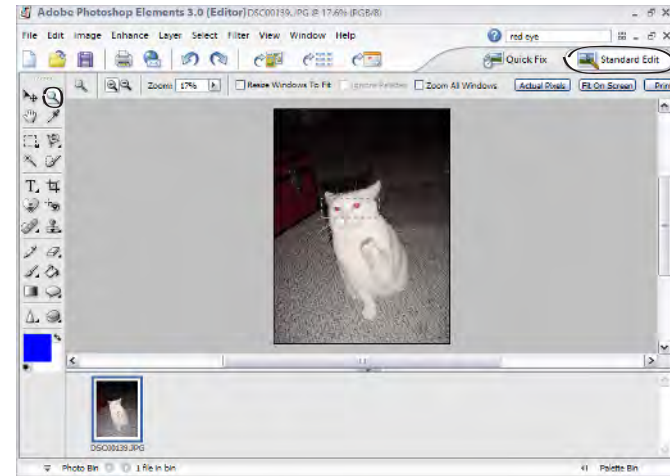 Adobe Photoshop Elements 3.0 (Editor) DSC00139.JPG @ 17.6% (RGB/8)
File Edit Image Enhance Layer Select Filter View Window Help
red eye
Quick Fix
Standard Edit
Zoom: 17%
Resize Windows To Fit
Ignore Palettes
Zoom All Windows
Actual Pixels
Fit On Screen
Prin
T
DSC00139.JPG
Photo Bin
1 file in bin
Palette Bin